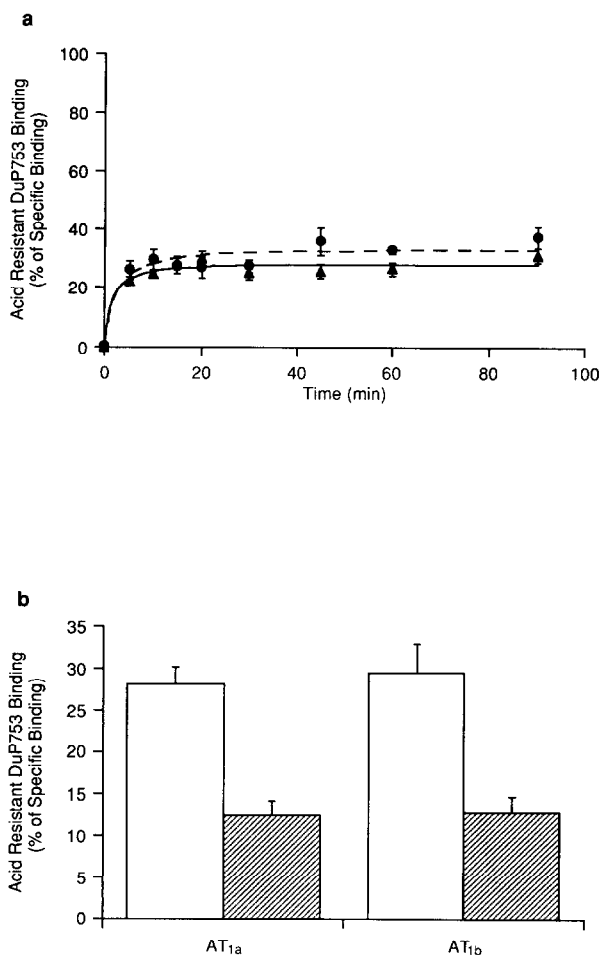 a
Acid Resistant DuP753 Binding
(% of Specific Binding)
100
80
60
40
20
0
0 20 40 60 80 100
Time (min)
b
Acid Resistant DuP753 Binding
(% of Specific Binding)
35
30
25
20
15
10
5
0
AT1a AT1b